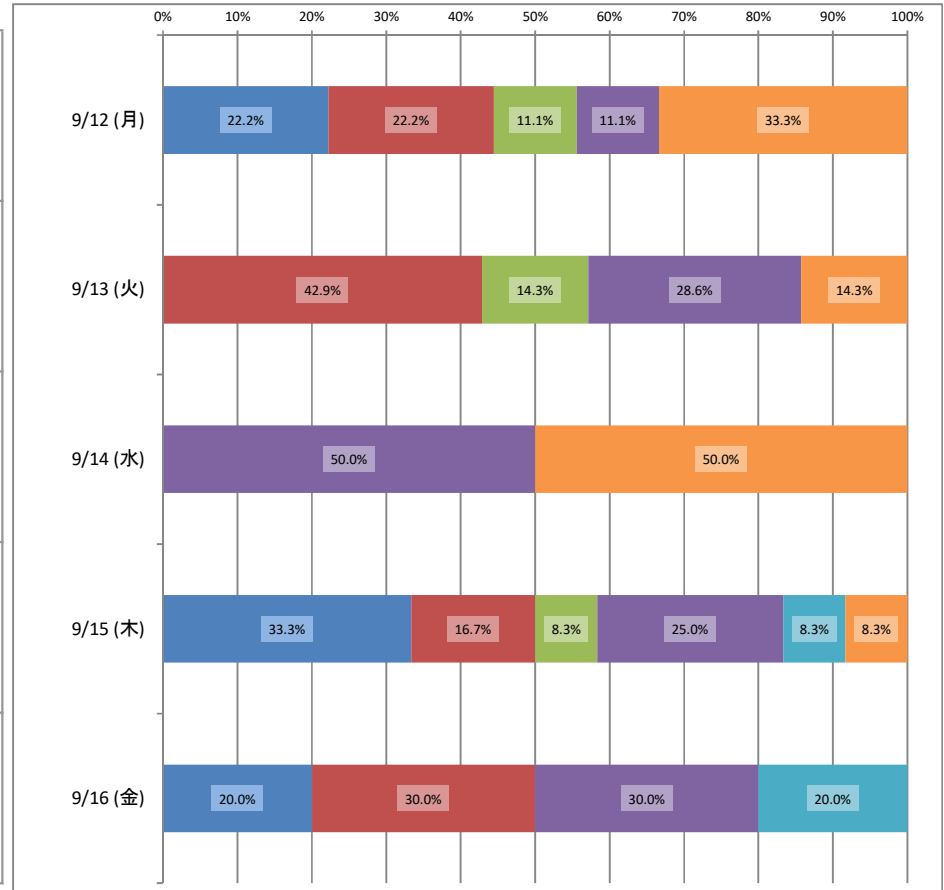 0% 10% 20% 30% 40% 50% 60% 70% 80% 90% 100%
9/12 (月) 22.2% 22.2% 11.1% 11.1% 33.3%
9/13 (火) 42.9% 14.3% 28.6% 14.3%
9/14 (水) 50.0% 50.0%
9/15 (木) 33.3% 16.7% 8.3% 25.0% 8.3% 8.3%
9/16 (金) 20.0% 30.0% 30.0% 20.0%